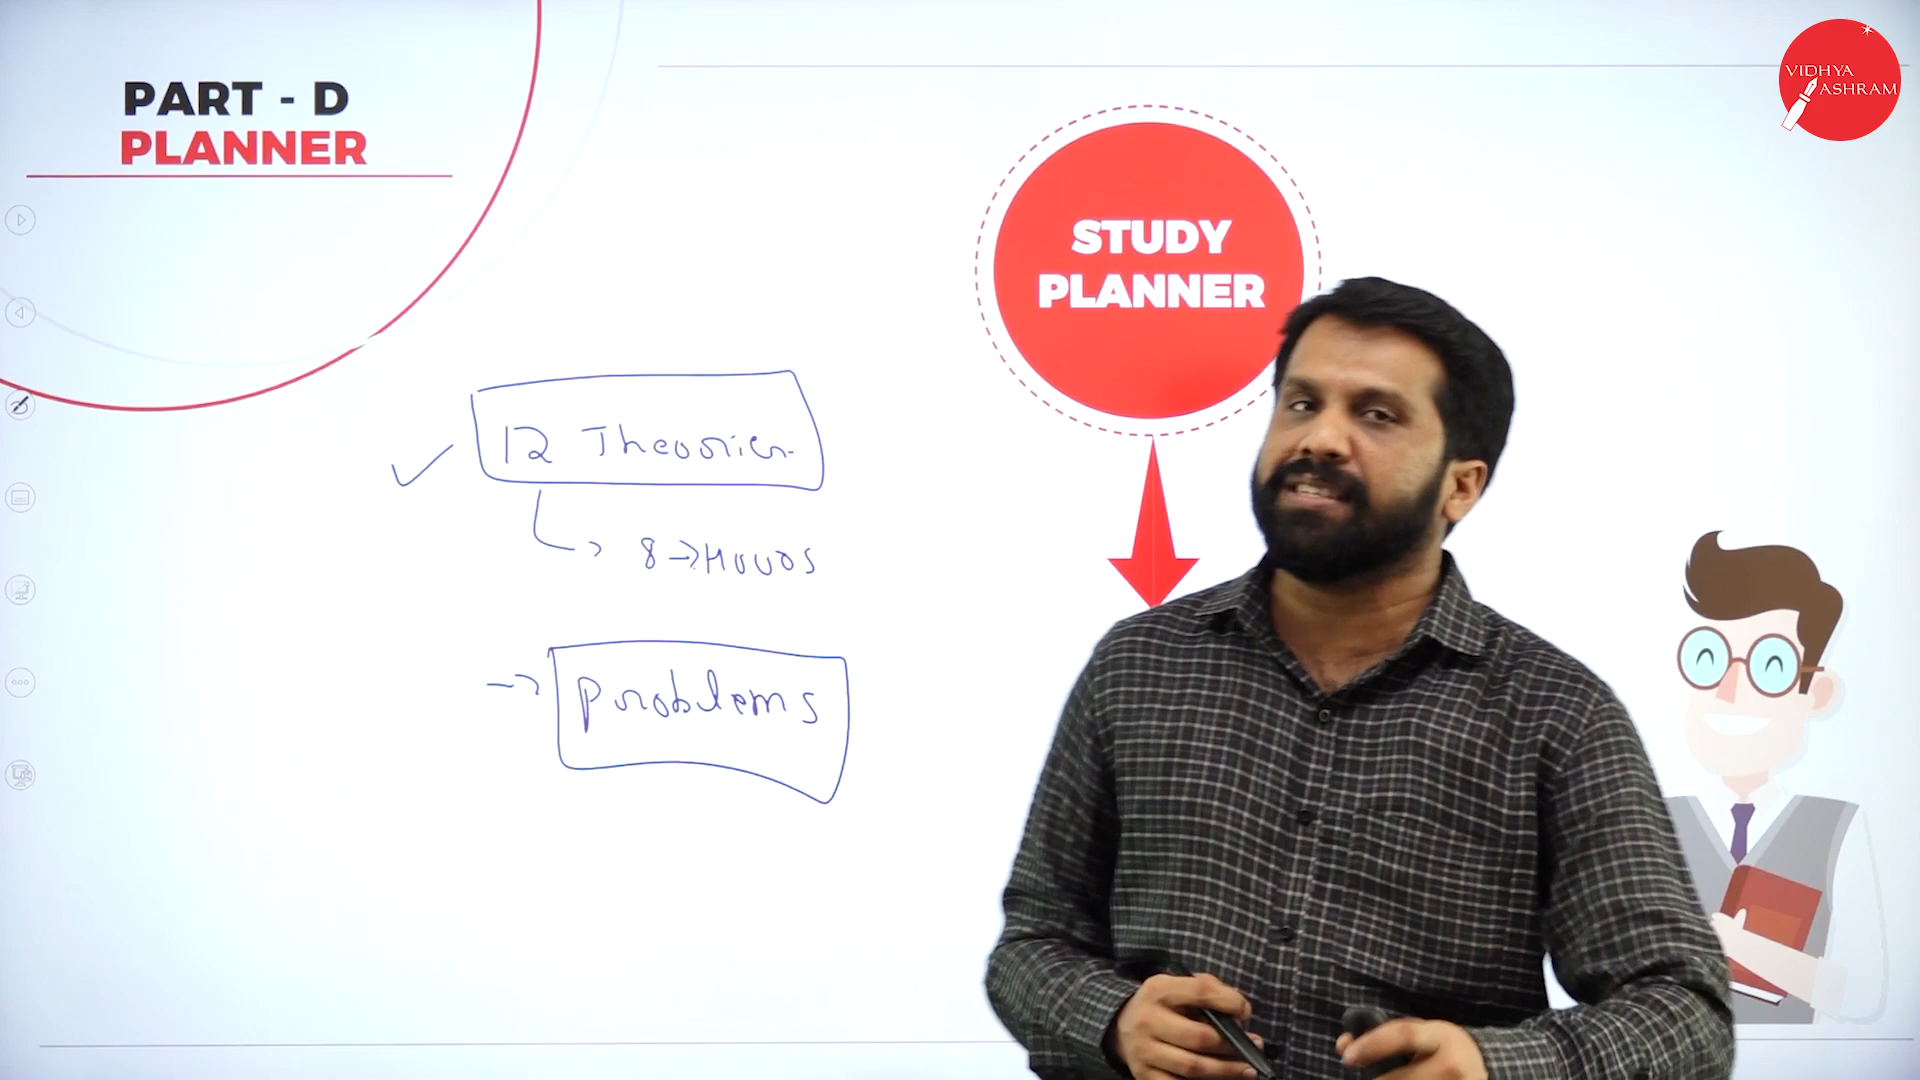 PART - D
PLANNER
VIDHYA
ASHRAM
STUDY
PLANNER
12 Theories
8 → Hours
Problems